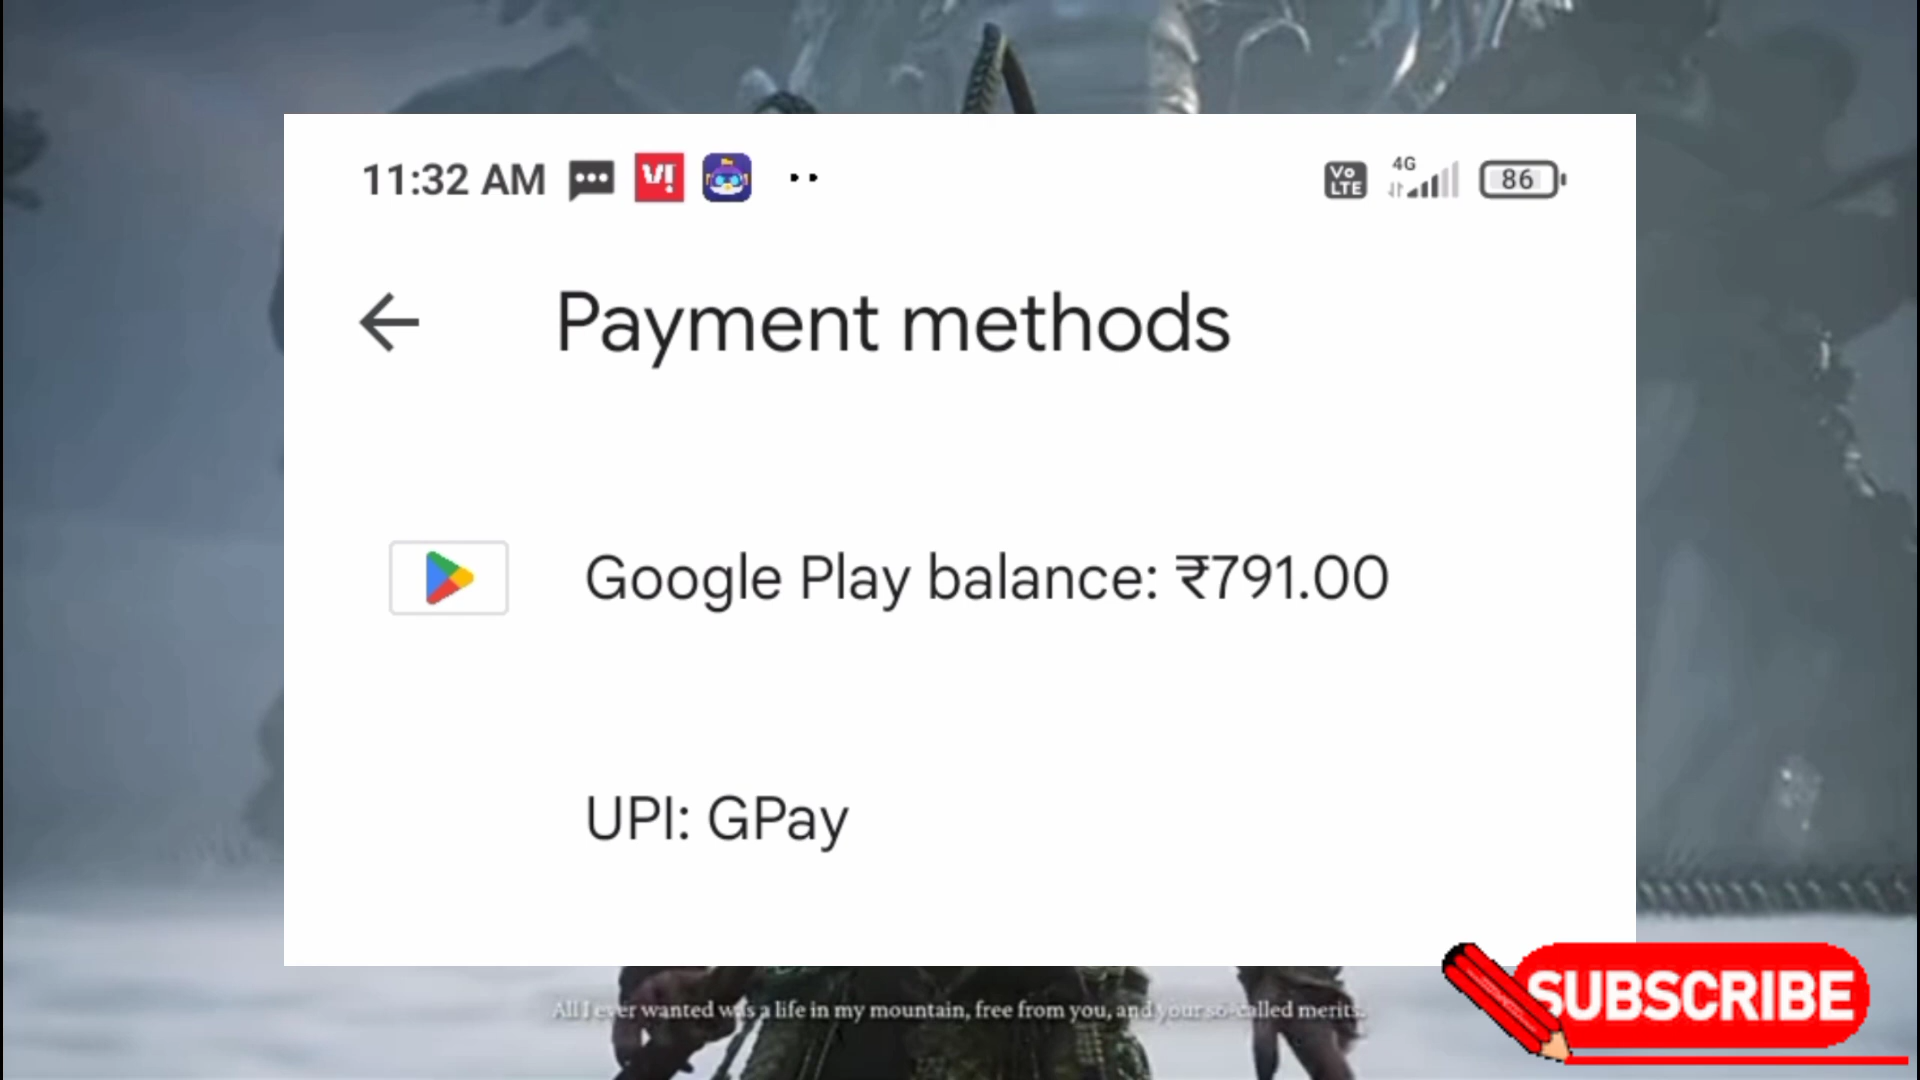 11:32 AM
V!
Vo LTE
4G
86
Payment methods
Google Play balance: ₹791.00
UPI: GPay
All I ever wanted was a life in my mountain, free from you, and your so-called merits.
SUBSCRIBE